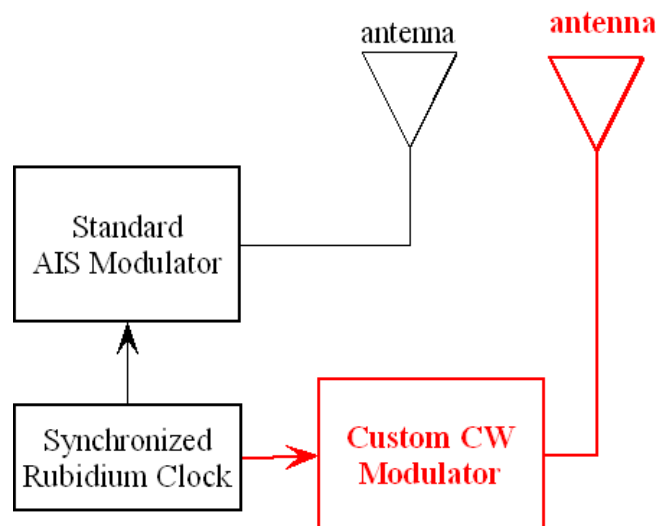 antenna
antenna
Standard
AIS Modulator
Synchronized
Rubidium Clock
Custom CW
Modulator